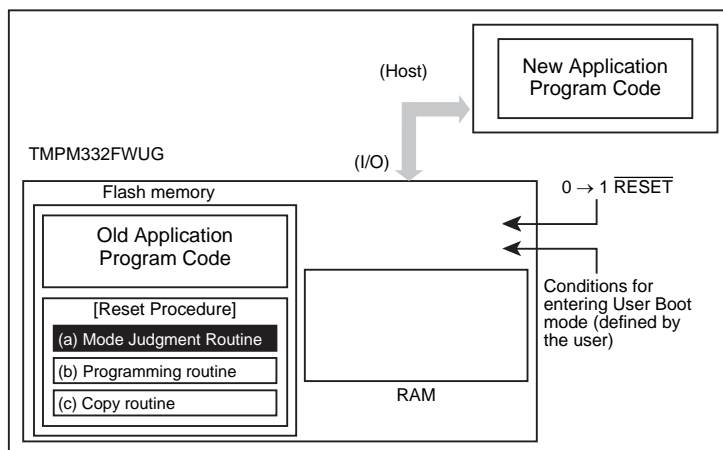 (Host)
New Application
Program Code
TMPM332FWUG
(I/O)
Flash memory
0 → 1 RESET
Old Application
Program Code
[Reset Procedure]
(a) Mode Judgment Routine
(b) Programming routine
(c) Copy routine
RAM
Conditions for
entering User Boot
mode (defined by
the user)